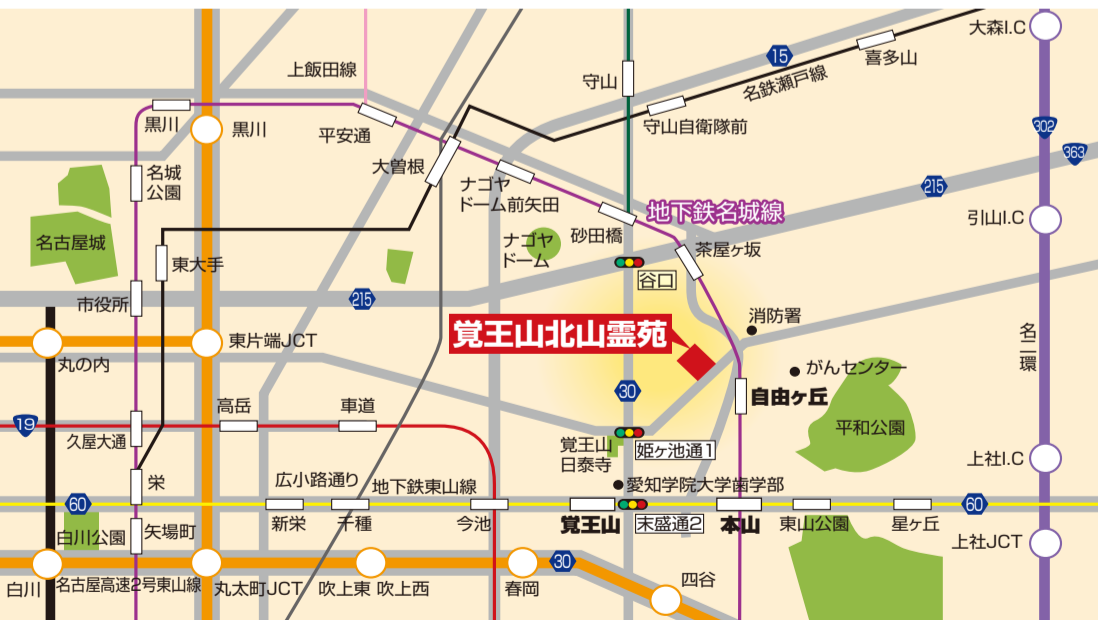 大森I.C
15
喜多山
上飯田線
守山
名鉄瀬戸線
黒川
黒川
平安通
守山自衛隊前
302
363
大曽根
名城
公園
ナゴヤ
ドーム前矢田
215
地下鉄名城線
引山I.C
名古屋城
ナゴヤ
ドーム
砂田橋
茶屋ヶ坂
東大手
谷口
市役所
215
消防署
覚王山北山霊苑
東片端JCT
名二環
丸の内
がんセンター
30
自由ヶ丘
高岳
車道
19
久屋大通
平和公園
覚王山
日泰寺
姫ヶ池通1
上社I.C
栄
広小路通り
地下鉄東山線
愛知学院大学歯学部
60
60
白川公園
矢場町
新栄
千種
今池
覚王山
末盛通2
本山
東山公園
星ヶ丘
上社JCT
30
白川
名古屋高速2号東山線
丸太町JCT
吹上東
吹上西
春岡
四谷